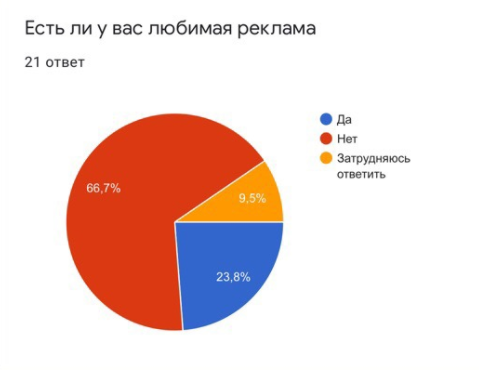 Есть ли у вас любимая реклама
21 ответ
Да
Нет
Затрудняюсь
ответить
66,7%
9,5%
23,8%